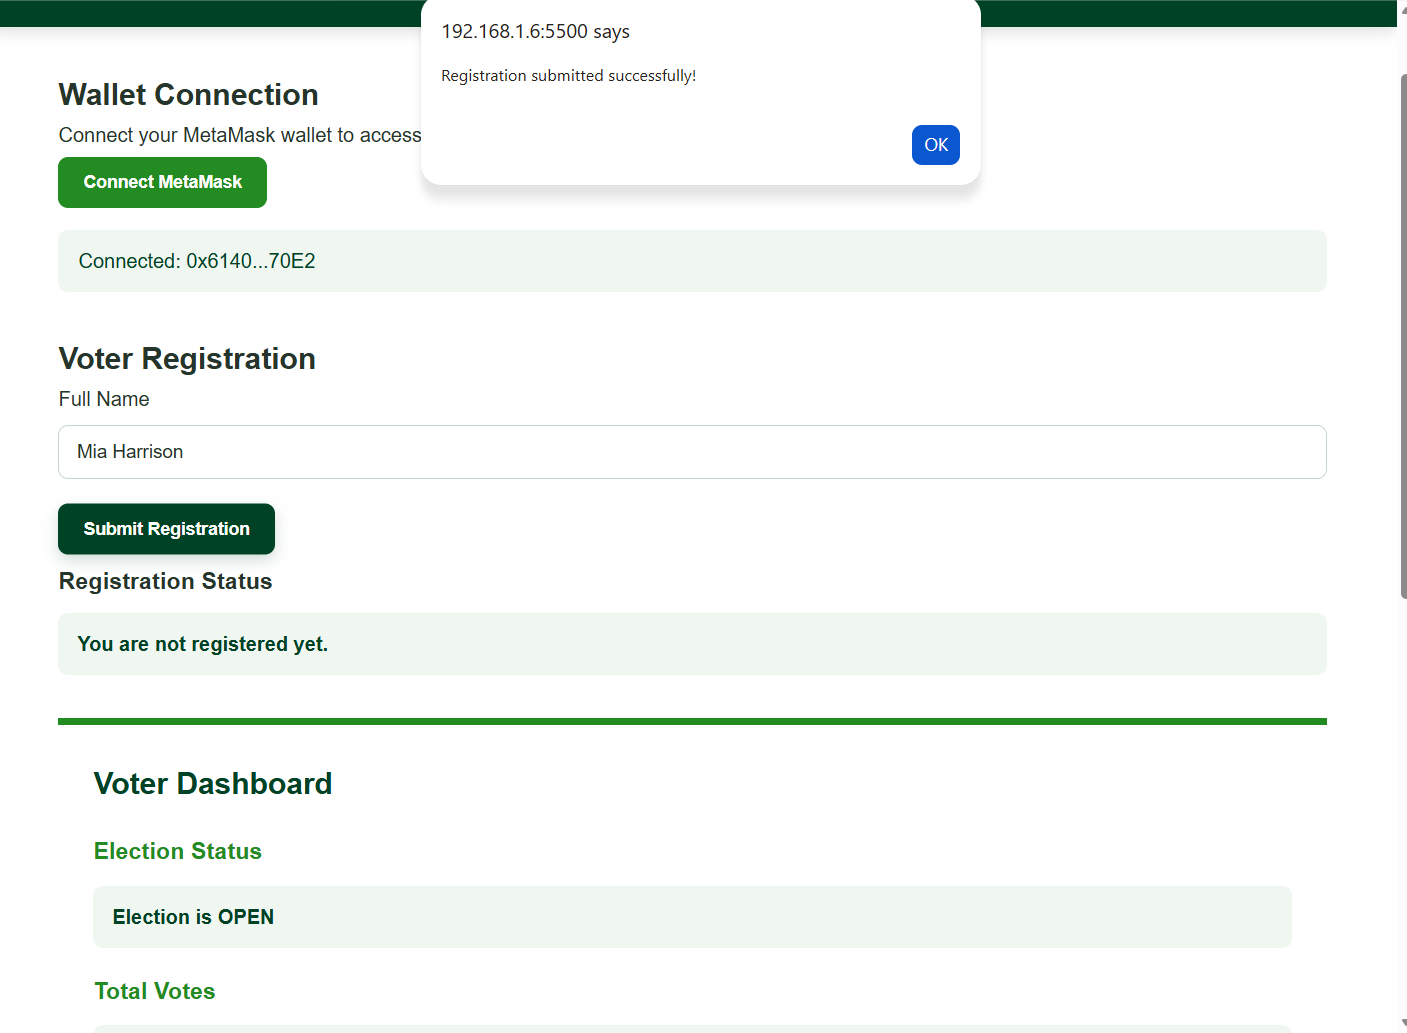 192.168.1.6:5500 says
Registration submitted successfully!
OK
Wallet Connection
Connect your MetaMask wallet to access
Connect MetaMask
Connected: 0x6140...70E2
Voter Registration
Full Name
Mia Harrison
Submit Registration
Registration Status
You are not registered yet.
Voter Dashboard
Election Status
Election is OPEN
Total Votes